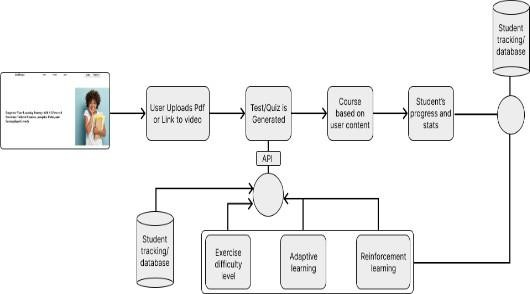 Student
tracking/
database
User Uploads Pdf
or Link to video
Test/Quiz is
Generated
Course
based on
user content
Student's
progress and
stats
API
Student
tracking/
database
Exercise
difficulty
level
Adaptive
learning
Reinforcement
learning